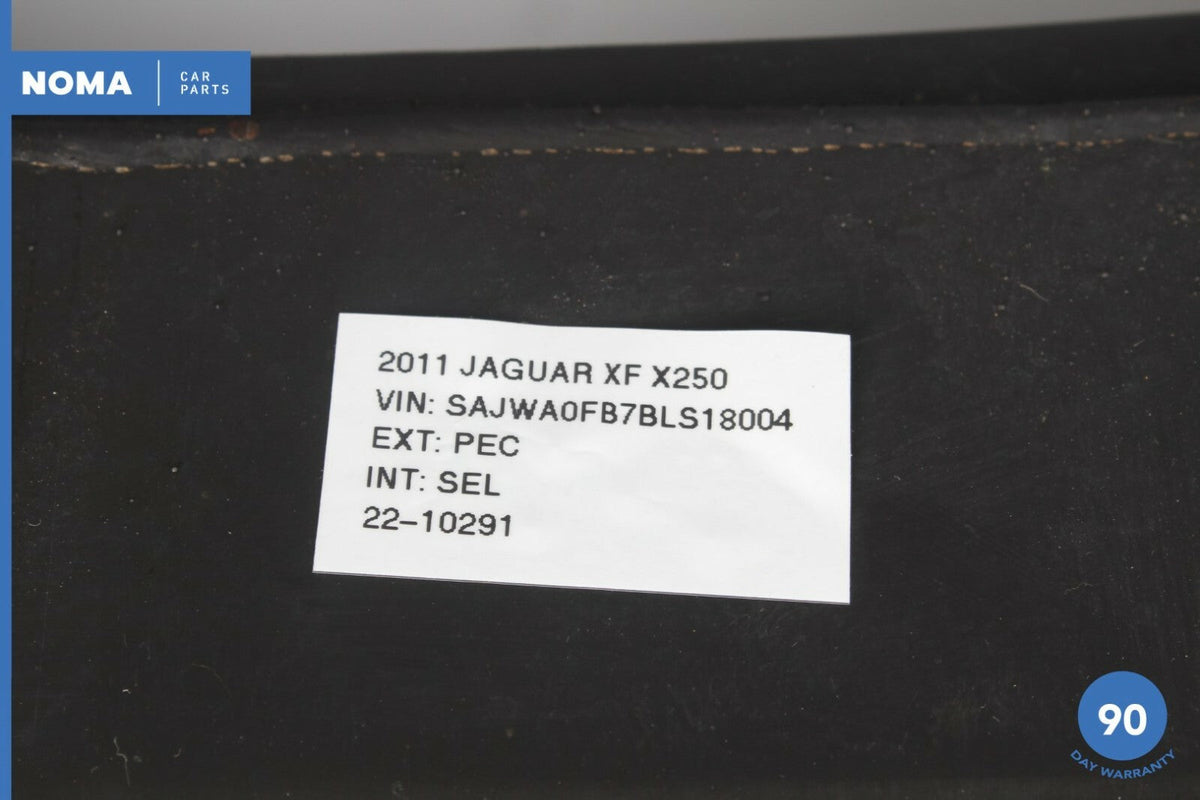 NOMA
CAR
PARTS
2011 JAGUAR XF X250
VIN: SAJWA0FB7BLS18004
EXT: PEC
INT: SEL
22-10291
90
DAY WARRANTY